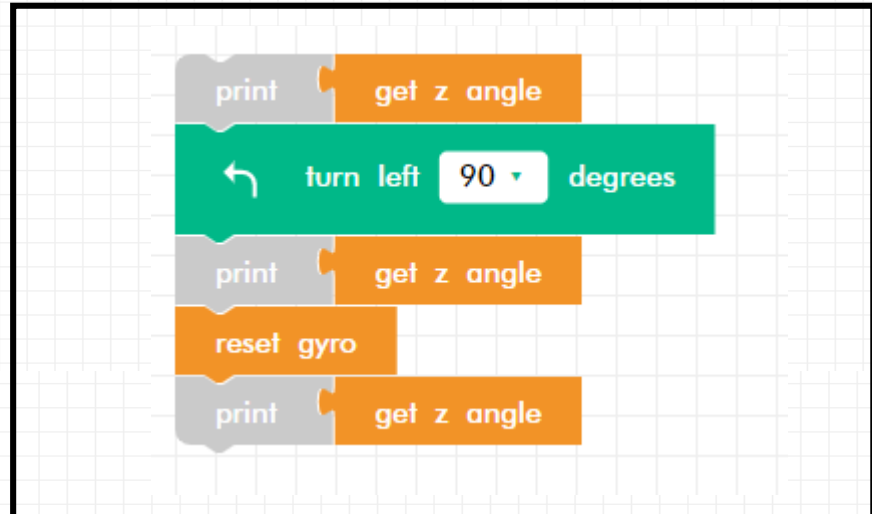 print get z angle
turn left 90 degrees
print get z angle
reset gyro
print get z angle